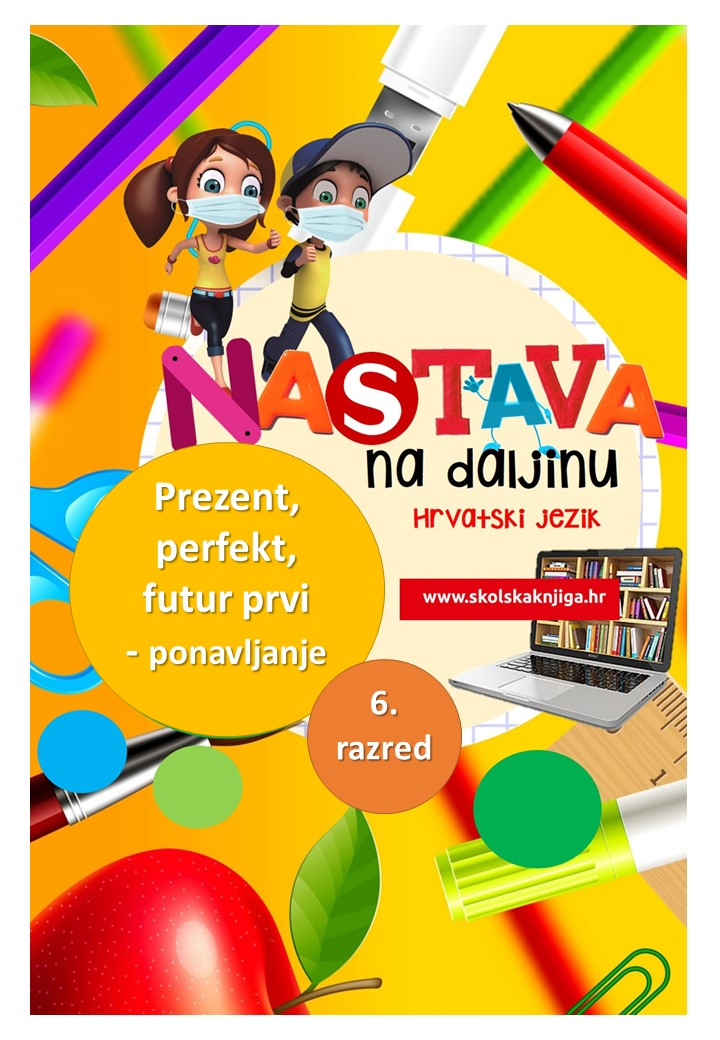 NASTAVA
na daljinu
Hrvatski jezik
Prezent,
perfekt,
futur prvi
- ponavljanje
www.skolskaknjiga.hr
6.
razred